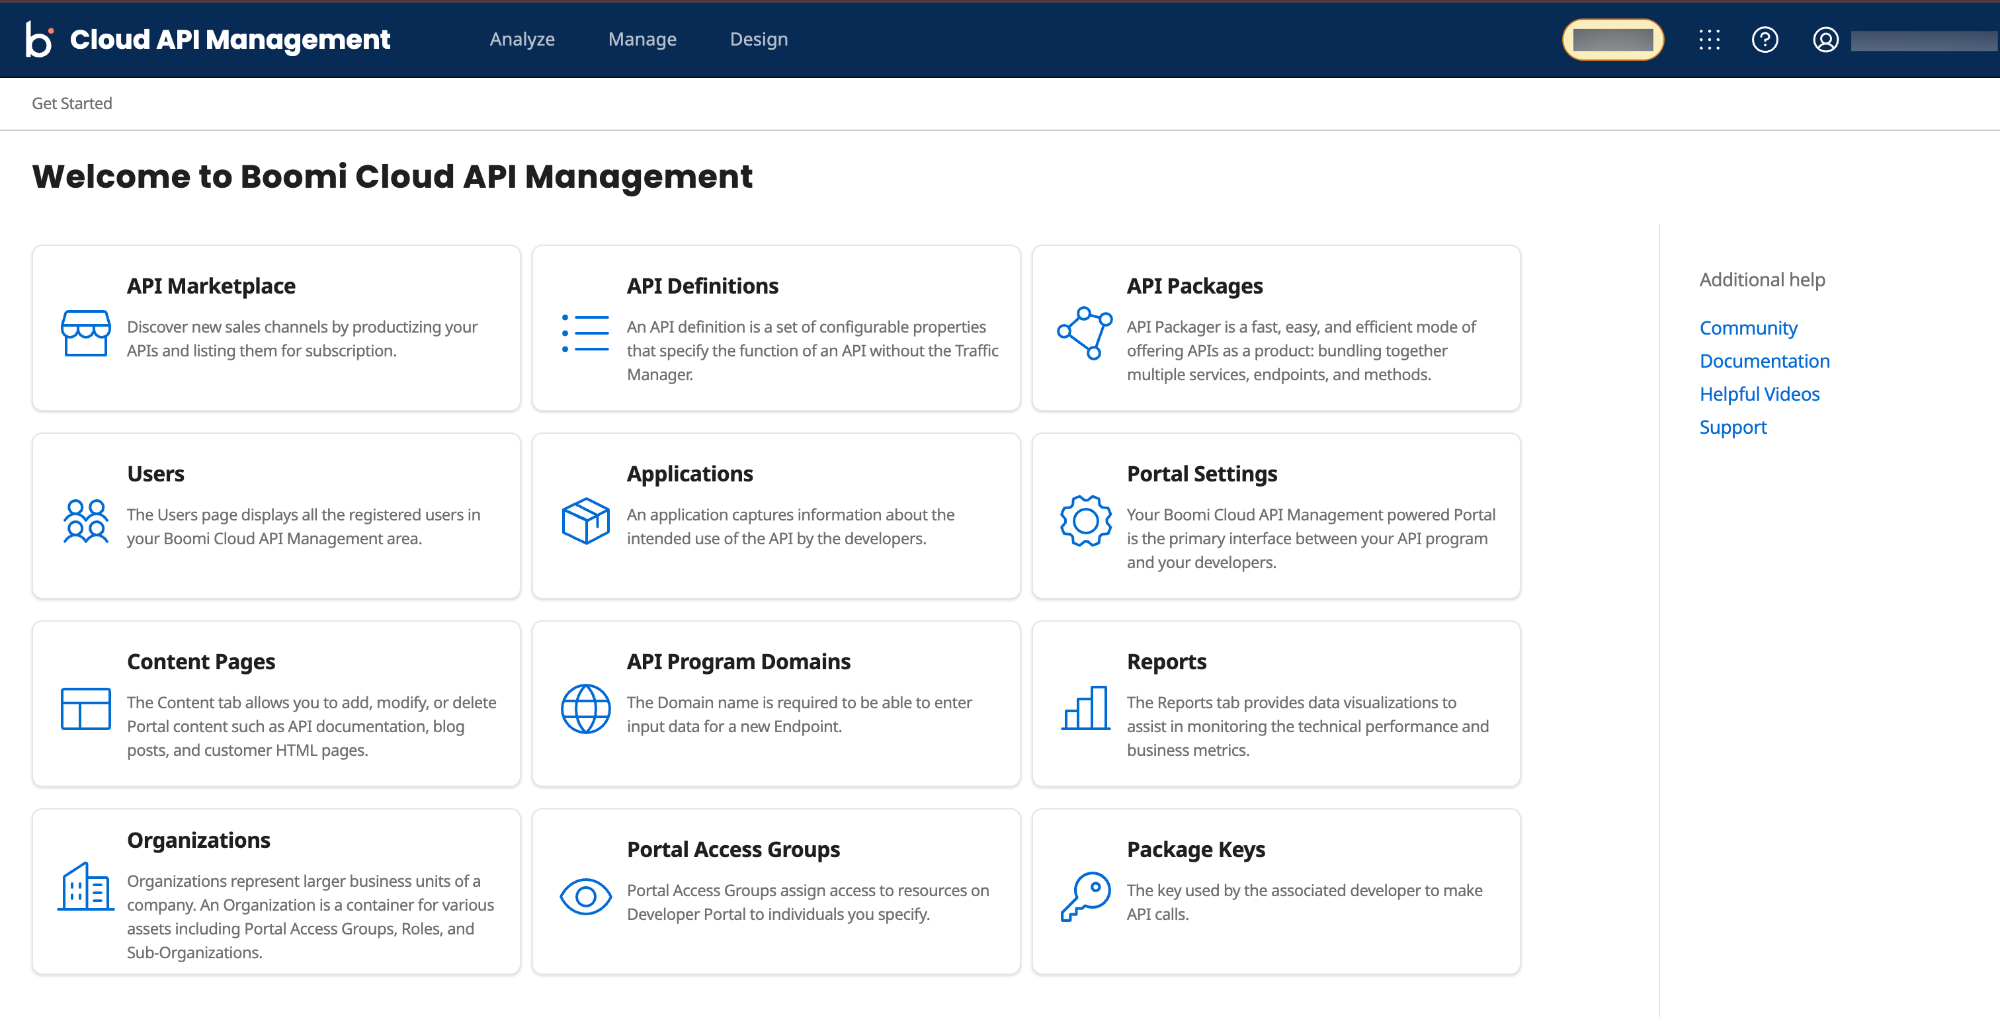 b Cloud API Management
Analyze
Manage
Design
Get Started
Welcome to Boomi Cloud API Management
API Marketplace
Discover new sales channels by productizing your
APIs and listing them for subscription.
API Definitions
An API definition is a set of configurable properties
that specify the function of an API without the Traffic
Manager.
API Packages
API Packager is a fast, easy, and efficient mode of
offering APIs as a product: bundling together
multiple services, endpoints, and methods.
Users
The Users page displays all the registered users in
your Boomi Cloud API Management area.
Applications
An application captures information about the
intended use of the API by the developers.
Portal Settings
Your Boomi Cloud API Management powered Portal
is the primary interface between your API program
and your developers.
Content Pages
The Content tab allows you to add, modify, or delete
Portal content such as API documentation, blog
posts, and customer HTML pages.
API Program Domains
The Domain name is required to be able to enter
input data for a new Endpoint.
Reports
The Reports tab provides data visualizations to
assist in monitoring the technical performance and
business metrics.
Organizations
Organizations represent larger business units of a
company. An Organization is a container for various
assets including Portal Access Groups, Roles, and
Sub-Organizations.
Portal Access Groups
Portal Access Groups assign access to resources on
Developer Portal to individuals you specify.
Package Keys
The key used by the associated developer to make
API calls.
Additional help
Community
Documentation
Helpful Videos
Support